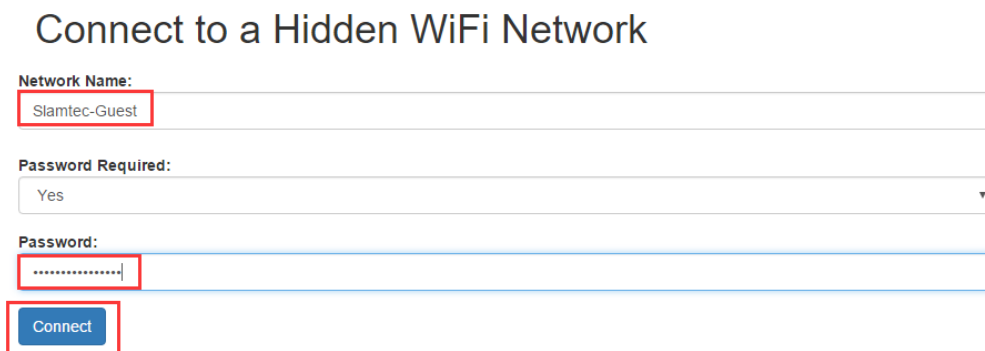 Connect to a Hidden WiFi Network
Network Name:
Slamtec-Guest
Password Required:
Yes
Password:
••••••••••••••••
Connect